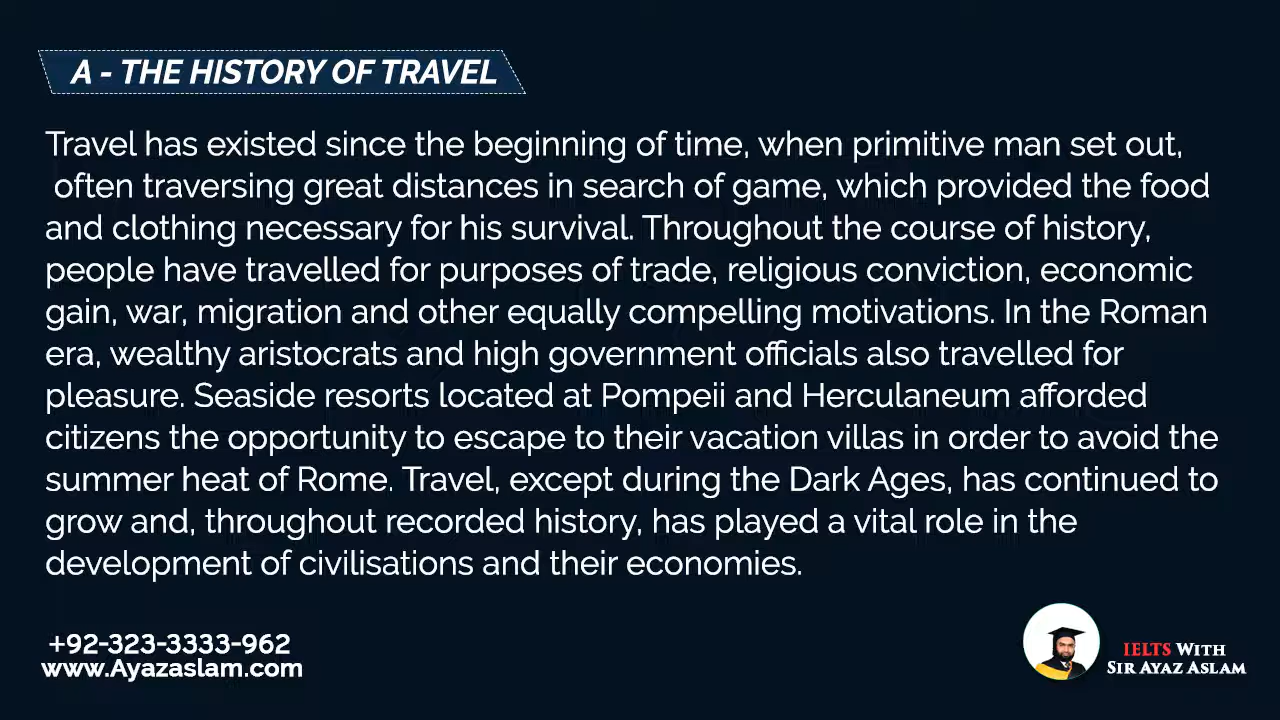 A - THE HISTORY OF TRAVEL
Travel has existed since the beginning of time, when primitive man set out,
often traversing great distances in search of game, which provided the food
and clothing necessary for his survival. Throughout the course of history,
people have travelled for purposes of trade, religious conviction, economic
gain, war, migration and other equally compelling motivations. In the Roman
era, wealthy aristocrats and high government officials also travelled for
pleasure. Seaside resorts located at Pompeii and Herculaneum afforded
citizens the opportunity to escape to their vacation villas in order to avoid the
summer heat of Rome. Travel, except during the Dark Ages, has continued to
grow and, throughout recorded history, has played a vital role in the
development of civilisations and their economies.
+92-323-3333-962
www.Ayazaslam.com
IELTS WITH
SIR AYAZ ASLAM